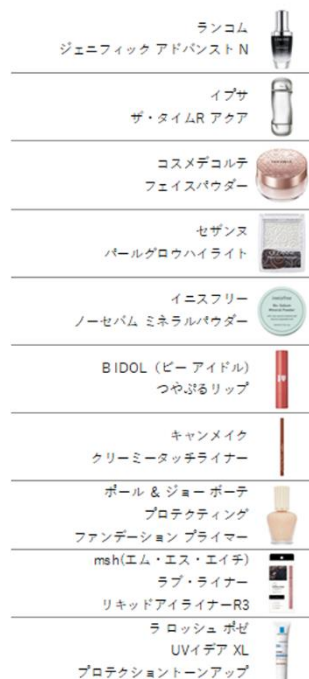 ランコム
ジェニフィック アドバンスト N
イプサ
ザ・タイムR アクア
コスメデコルテ
フェイスパウダー
セザンヌ
パールグロウハイライト
イニスフリー
ノーセバム ミネラルパウダー
B IDOL（ビー アイドル）
つやぷるリップ
キャンメイク
クリーミータッチライナー
ポール & ジョー ボーテ
プロテクティング
ファンデーション プライマー
msh(エム・エス・エイチ)
ラブ・ライナー
リキッドアイライナーR3
ラ ロッシュ ポゼ
UVイデア XL
プロテクショントーンアップ